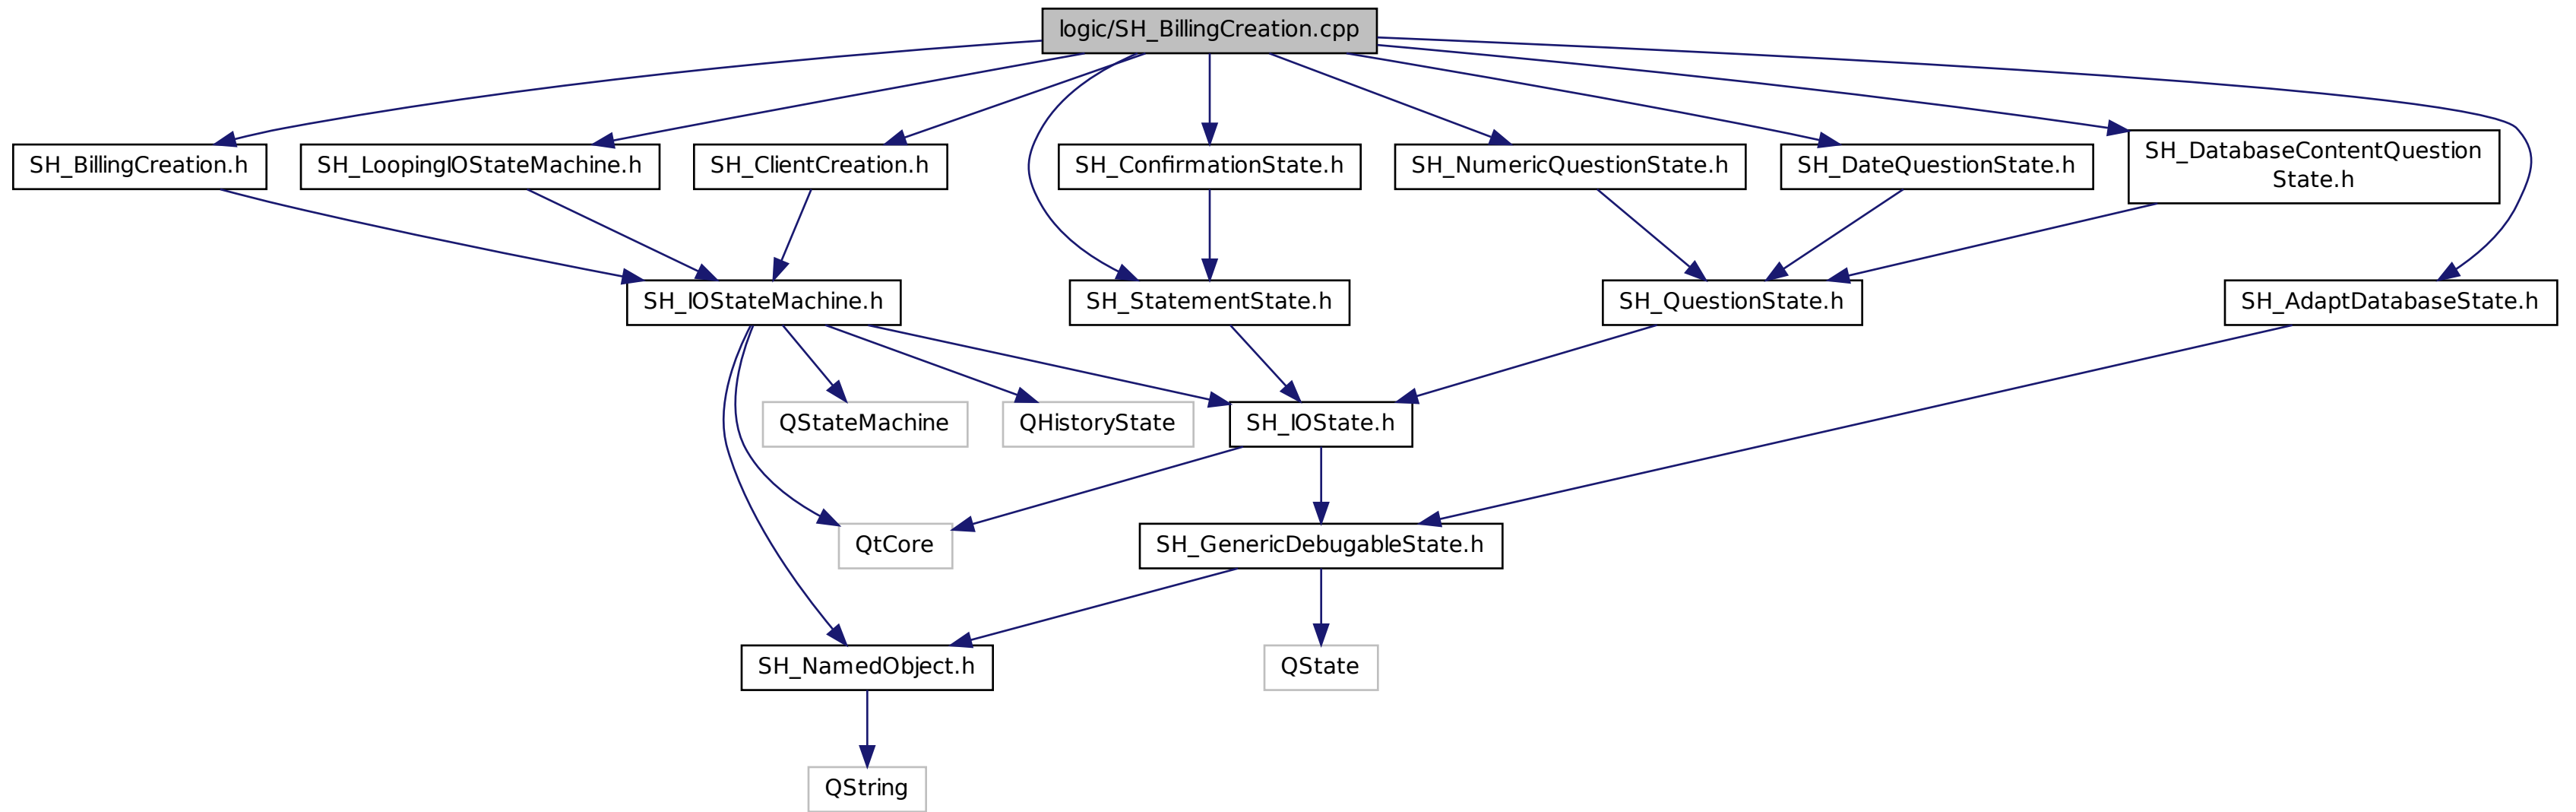 logic/SH_BillingCreation.cpp
SH_BillingCreation.h
SH_LoopingIOStateMachine.h
SH_ClientCreation.h
SH_ConfirmationState.h
SH_NumericQuestionState.h
SH_DateQuestionState.h
SH_DatabaseContentQuestion
State.h
SH_IOStateMachine.h
SH_StatementState.h
SH_QuestionState.h
SH_AdaptDatabaseState.h
QStateMachine
QHistoryState
SH_IOState.h
QtCore
SH_GenericDebugableState.h
SH_NamedObject.h
QState
QString